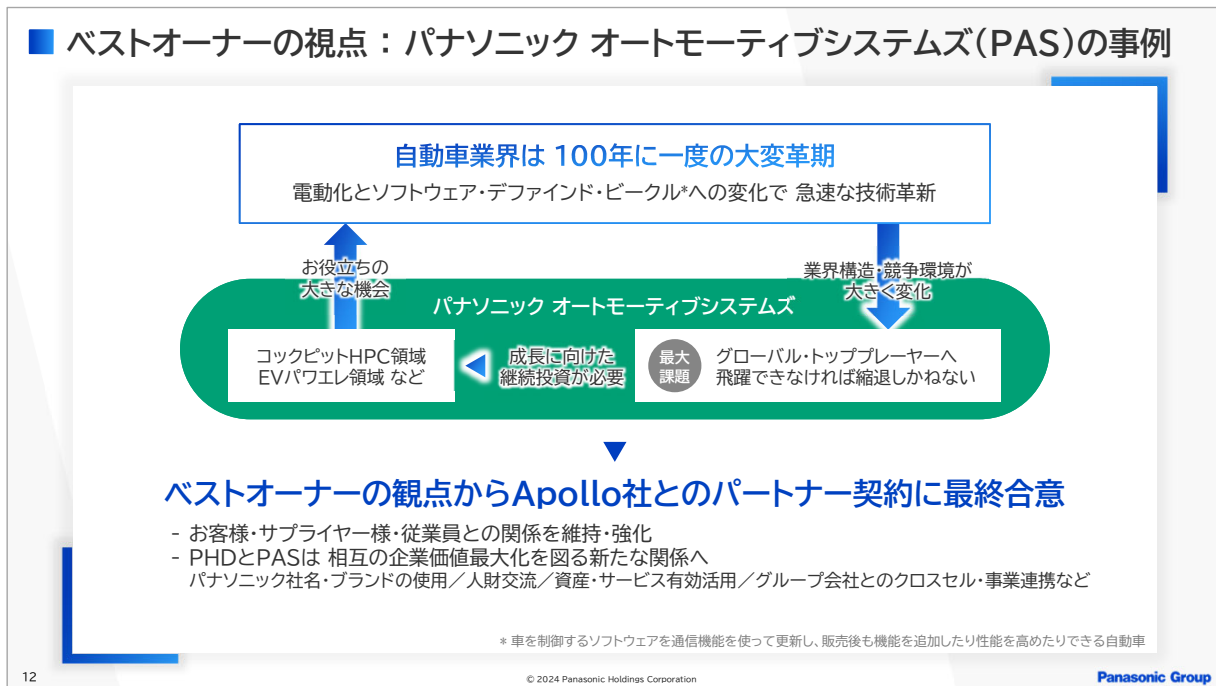 ベストオーナーの視点 : パナソニック オートモーティブシステムズ(PAS)の事例
自動車業界は 100年に一度の大変革期
電動化とソフトウェア・デファインド・ビークル*への変化で 急速な技術革新
お役立ちの
大きな機会
業界構造・競争環境が
大きく変化
パナソニック オートモーティブシステムズ
コックピットHPC領域
EVパワエレ領域 など
成長に向けた
継続投資が必要
最大
課題
グローバル・トッププレーヤーへ
飛躍できなければ縮退しかねない
ベストオーナーの観点からApollo社とのパートナー契約に最終合意
- お客様・サプライヤー様・従業員との関係を維持・強化
- PHDとPASは 相互の企業価値最大化を図る新たな関係へ
パナソニック社名・ブランドの使用／人財交流／資産・サービス有効活用／グループ会社とのクロスセル・事業連携など
* 車を制御するソフトウェアを通信機能を使って更新し、販売後も機能を追加したり性能を高めたりできる自動車
12
© 2024 Panasonic Holdings Corporation
Panasonic Group